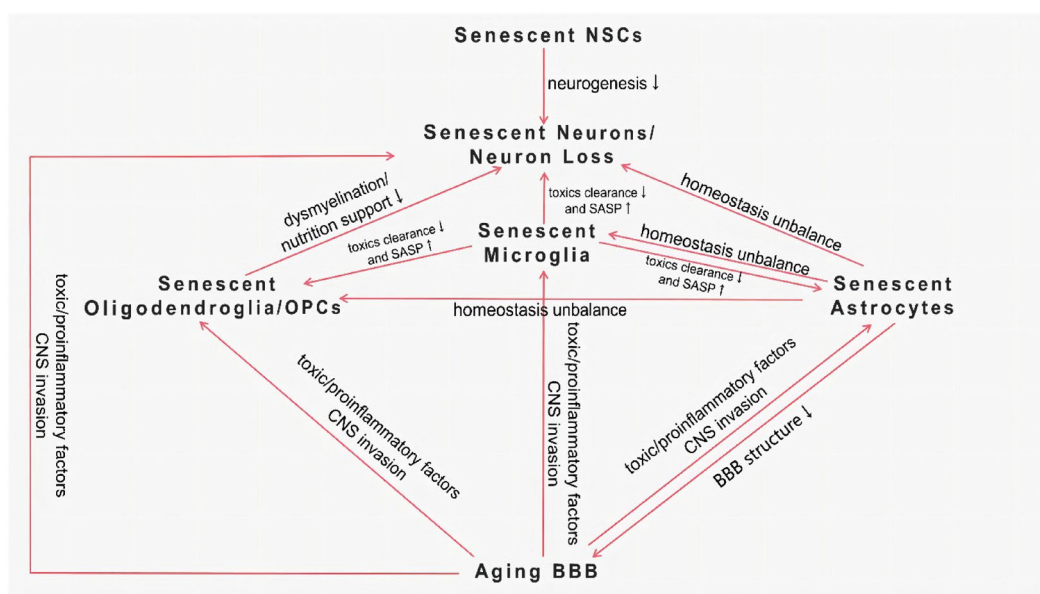 Senescent NSCs
neurogenesis ↓
Senescent Neurons/
Neuron Loss
dysmyelination/
nutrition support ↓
toxics clearance ↓
and SASP ↑
homeostasis unbalance
toxics clearance ↓
and SASP ↑
Senescent
Microglia
homeostasis unbalance
toxics clearance ↓
and SASP ↑
Senescent
Oligodendroglia/OPCs
Senescent
Astrocytes
homeostasis unbalance
toxic/proinflammatory factors
CNS invasion
toxic/proinflammatory factors
CNS invasion
toxic/proinflammatory factors
CNS invasion
toxic/proinflammatory factors
CNS invasion
BBB structure ↓
Aging BBB